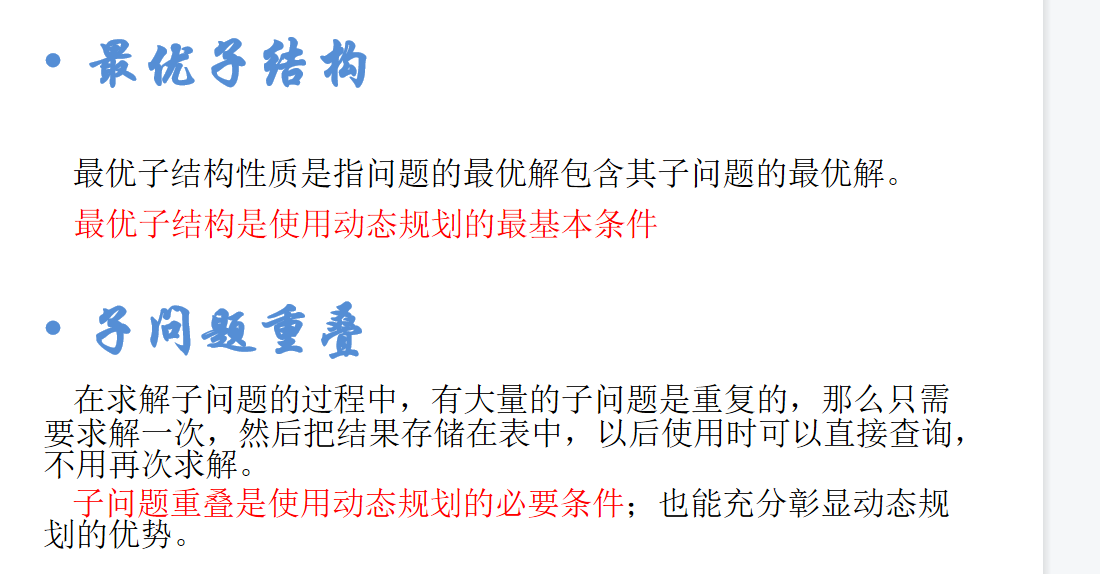 • 最优子结构
最优子结构性质是指问题的最优解包含其子问题的最优解。
最优子结构是使用动态规划的最基本条件
• 子问题重叠
在求解子问题的过程中，有大量的子问题是重复的，那么只需
要求解一次，然后把结果存储在表中，以后使用时可以直接查询，
不用再次求解。
子问题重叠是使用动态规划的必要条件；也能充分彰显动态规
划的优势。